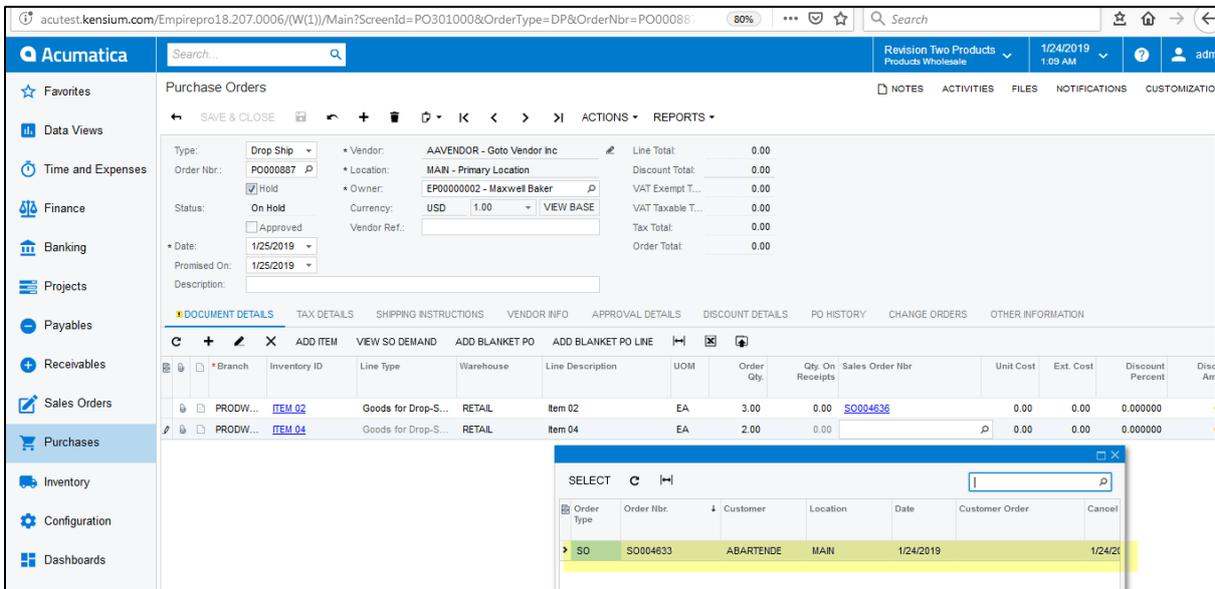 acutest.kensium.com/Empirepro18.207.0006/(W(1))/Main?ScreenId=PO301000&OrderType=DP&OrderNbr=PO000887 80% Search
Acumatica Search... Revision Two Products Products Wholesale 1/24/2019 1:09 AM ? adm
Favorites Purchase Orders NOTES ACTIVITIES FILES NOTIFICATIONS CUSTOMIZATIO
SAVE & CLOSE ACTIONS REPORTS
Data Views
Type: Drop Ship * Vendor: AAVENDOR - Goto Vendor Inc Line Total: 0.00
Time and Expenses Order Nbr.: PO000887 * Location: MAIN - Primary Location Discount Total: 0.00
Hold * Owner: EP00000002 - Maxwell Baker VAT Exempt T... 0.00
Finance Status: On Hold Currency: USD 1.00 VIEW BASE VAT Taxable T... 0.00
Approved Vendor Ref.: Tax Total: 0.00
Banking * Date: 1/25/2019 Order Total: 0.00
Promised On: 1/25/2019
Projects Description:
Payables DOCUMENT DETAILS TAX DETAILS SHIPPING INSTRUCTIONS VENDOR INFO APPROVAL DETAILS DISCOUNT DETAILS PO HISTORY CHANGE ORDERS OTHER INFORMATION
ADD ITEM VIEW SO DEMAND ADD BLANKET PO ADD BLANKET PO LINE
Receivables * Branch Inventory ID Line Type Warehouse Line Description UOM Order Qty. Qty. On Receipts Sales Order Nbr Unit Cost Ext. Cost Discount Percent Disc Am
Sales Orders PRODW... ITEM 02 Goods for Drop-S... RETAIL Item 02 EA 3.00 0.00 SO004636 0.00 0.00 0.000000
PRODW... ITEM 04 Goods for Drop-S... RETAIL Item 04 EA 2.00 0.00 0.00 0.00 0.000000
Purchases
Inventory SELECT
Configuration Order Type Order Nbr. Customer Location Date Customer Order Cancel
SO SO004633 ABARTENDE MAIN 1/24/2019 1/24/20
Dashboards